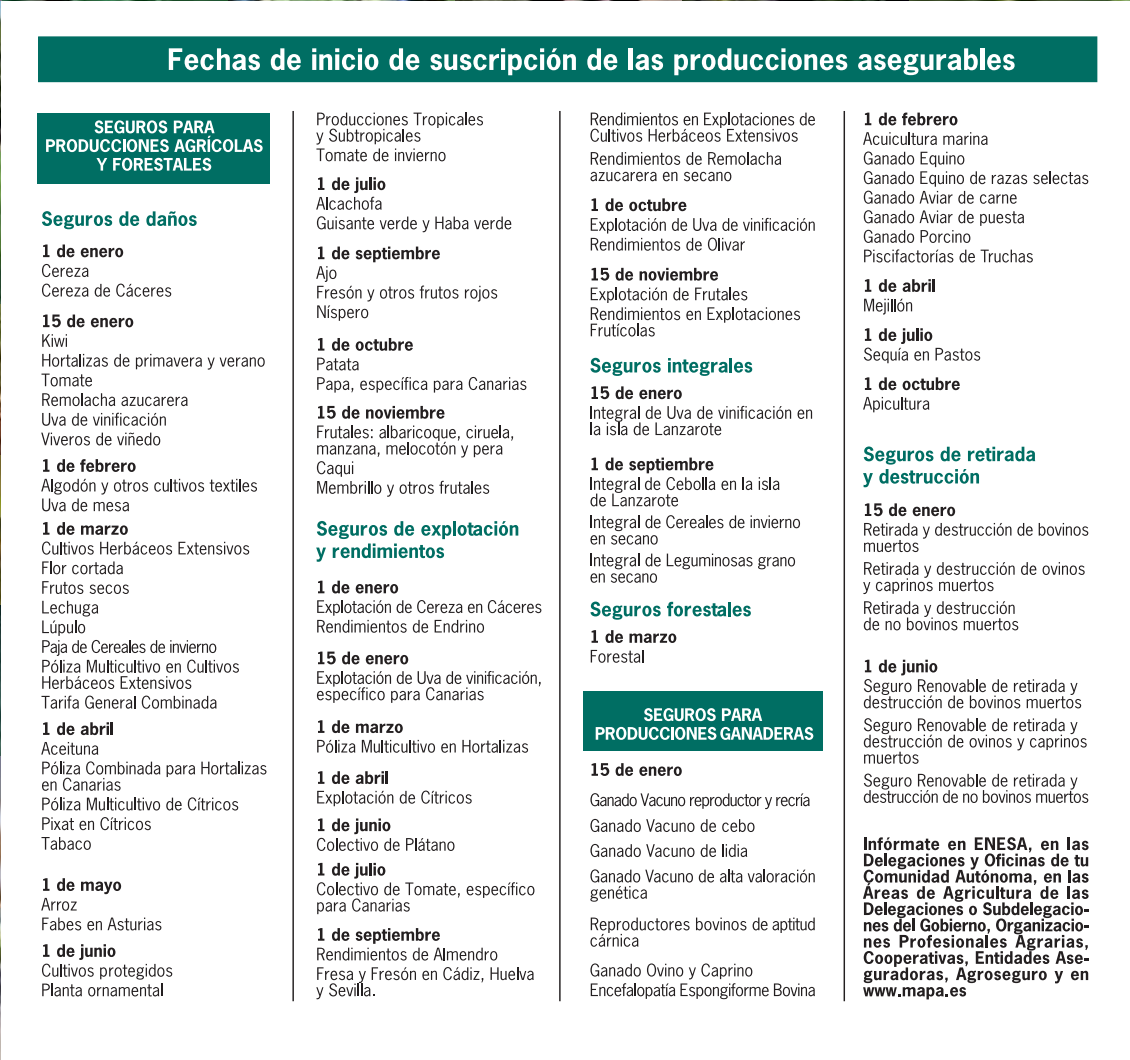 Fechas de inicio de suscripción de las producciones asegurables
SEGUROS PARA
PRODUCCIONES AGRÍCOLAS
Y FORESTALES
Seguros de daños
1 de enero
Cereza
Cereza de Cáceres
15 de enero
Kiwi
Hortalizas de primavera y verano
Tomate
Remolacha azucarera
Uva de vinificación
Viveros de viñedo
1 de febrero
Algodón y otros cultivos textiles
Uva de mesa
1 de marzo
Cultivos Herbáceos Extensivos
Flor cortada
Frutos secos
Lechuga
Lúpulo
Paja de Cereales de invierno
Póliza Multicultivo en Cultivos
Herbáceos Extensivos
Tarifa General Combinada
1 de abril
Aceituna
Póliza Combinada para Hortalizas
en Canarias
Póliza Multicultivo de Cítricos
Pixat en Cítricos
Tabaco
1 de mayo
Arroz
Fabes en Asturias
1 de junio
Cultivos protegidos
Planta ornamental
Producciones Tropicales
y Subtropicales
Tomate de invierno
1 de julio
Alcachofa
Guisante verde y Haba verde
1 de septiembre
Ajo
Fresón y otros frutos rojos
Níspero
1 de octubre
Patata
Papa, específica para Canarias
15 de noviembre
Frutales: albaricoque, ciruela,
manzana, melocotón y pera
Caqui
Membrillo y otros frutales
Seguros de explotación
y rendimientos
1 de enero
Explotación de Cereza en Cáceres
Rendimientos de Endrino
15 de enero
Explotación de Uva de vinificación,
específico para Canarias
1 de marzo
Póliza Multicultivo en Hortalizas
1 de abril
Explotación de Cítricos
1 de junio
Colectivo de Plátano
1 de julio
Colectivo de Tomate, específico
para Canarias
1 de septiembre
Rendimientos de Almendro
Fresa y Fresón en Cádiz, Huelva
y Sevilla.
Rendimientos en Explotaciones de
Cultivos Herbáceos Extensivos
Rendimientos de Remolacha
azucarera en secano
1 de octubre
Explotación de Uva de vinificación
Rendimientos de Olivar
15 de noviembre
Explotación de Frutales
Rendimientos en Explotaciones
Frutícolas
Seguros integrales
15 de enero
Integral de Uva de vinificación en
la isla de Lanzarote
1 de septiembre
Integral de Cebolla en la isla
de Lanzarote
Integral de Cereales de invierno
en secano
Integral de Leguminosas grano
en secano
Seguros forestales
1 de marzo
Forestal
SEGUROS PARA
PRODUCCIONES GANADERAS
15 de enero
Ganado Vacuno reproductor y recría
Ganado Vacuno de cebo
Ganado Vacuno de lidia
Ganado Vacuno de alta valoración
genética
Reproductores bovinos de aptitud
cárnica
Ganado Ovino y Caprino
Encefalopatía Espongiforme Bovina
1 de febrero
Acuicultura marina
Ganado Equino
Ganado Equino de razas selectas
Ganado Aviar de carne
Ganado Aviar de puesta
Ganado Porcino
Piscifactorías de Truchas
1 de abril
Mejillón
1 de julio
Sequía en Pastos
1 de octubre
Apicultura
Seguros de retirada
y destrucción
15 de enero
Retirada y destrucción de bovinos
muertos
Retirada y destrucción de ovinos
y caprinos muertos
Retirada y destrucción
de no bovinos muertos
1 de junio
Seguro Renovable de retirada y
destrucción de bovinos muertos
Seguro Renovable de retirada y
destrucción de ovinos y caprinos
muertos
Seguro Renovable de retirada y
destrucción de no bovinos muertos
Infórmate en ENESA, en las
Delegaciones y Oficinas de tu
Comunidad Autónoma, en las
Áreas de Agricultura de las
Delegaciones o Subdelegacio-
nes del Gobierno, Organizacio-
nes Profesionales Agrarias,
Cooperativas, Entidades Ase-
guradoras, Agroseguro y en
www.mapa.es